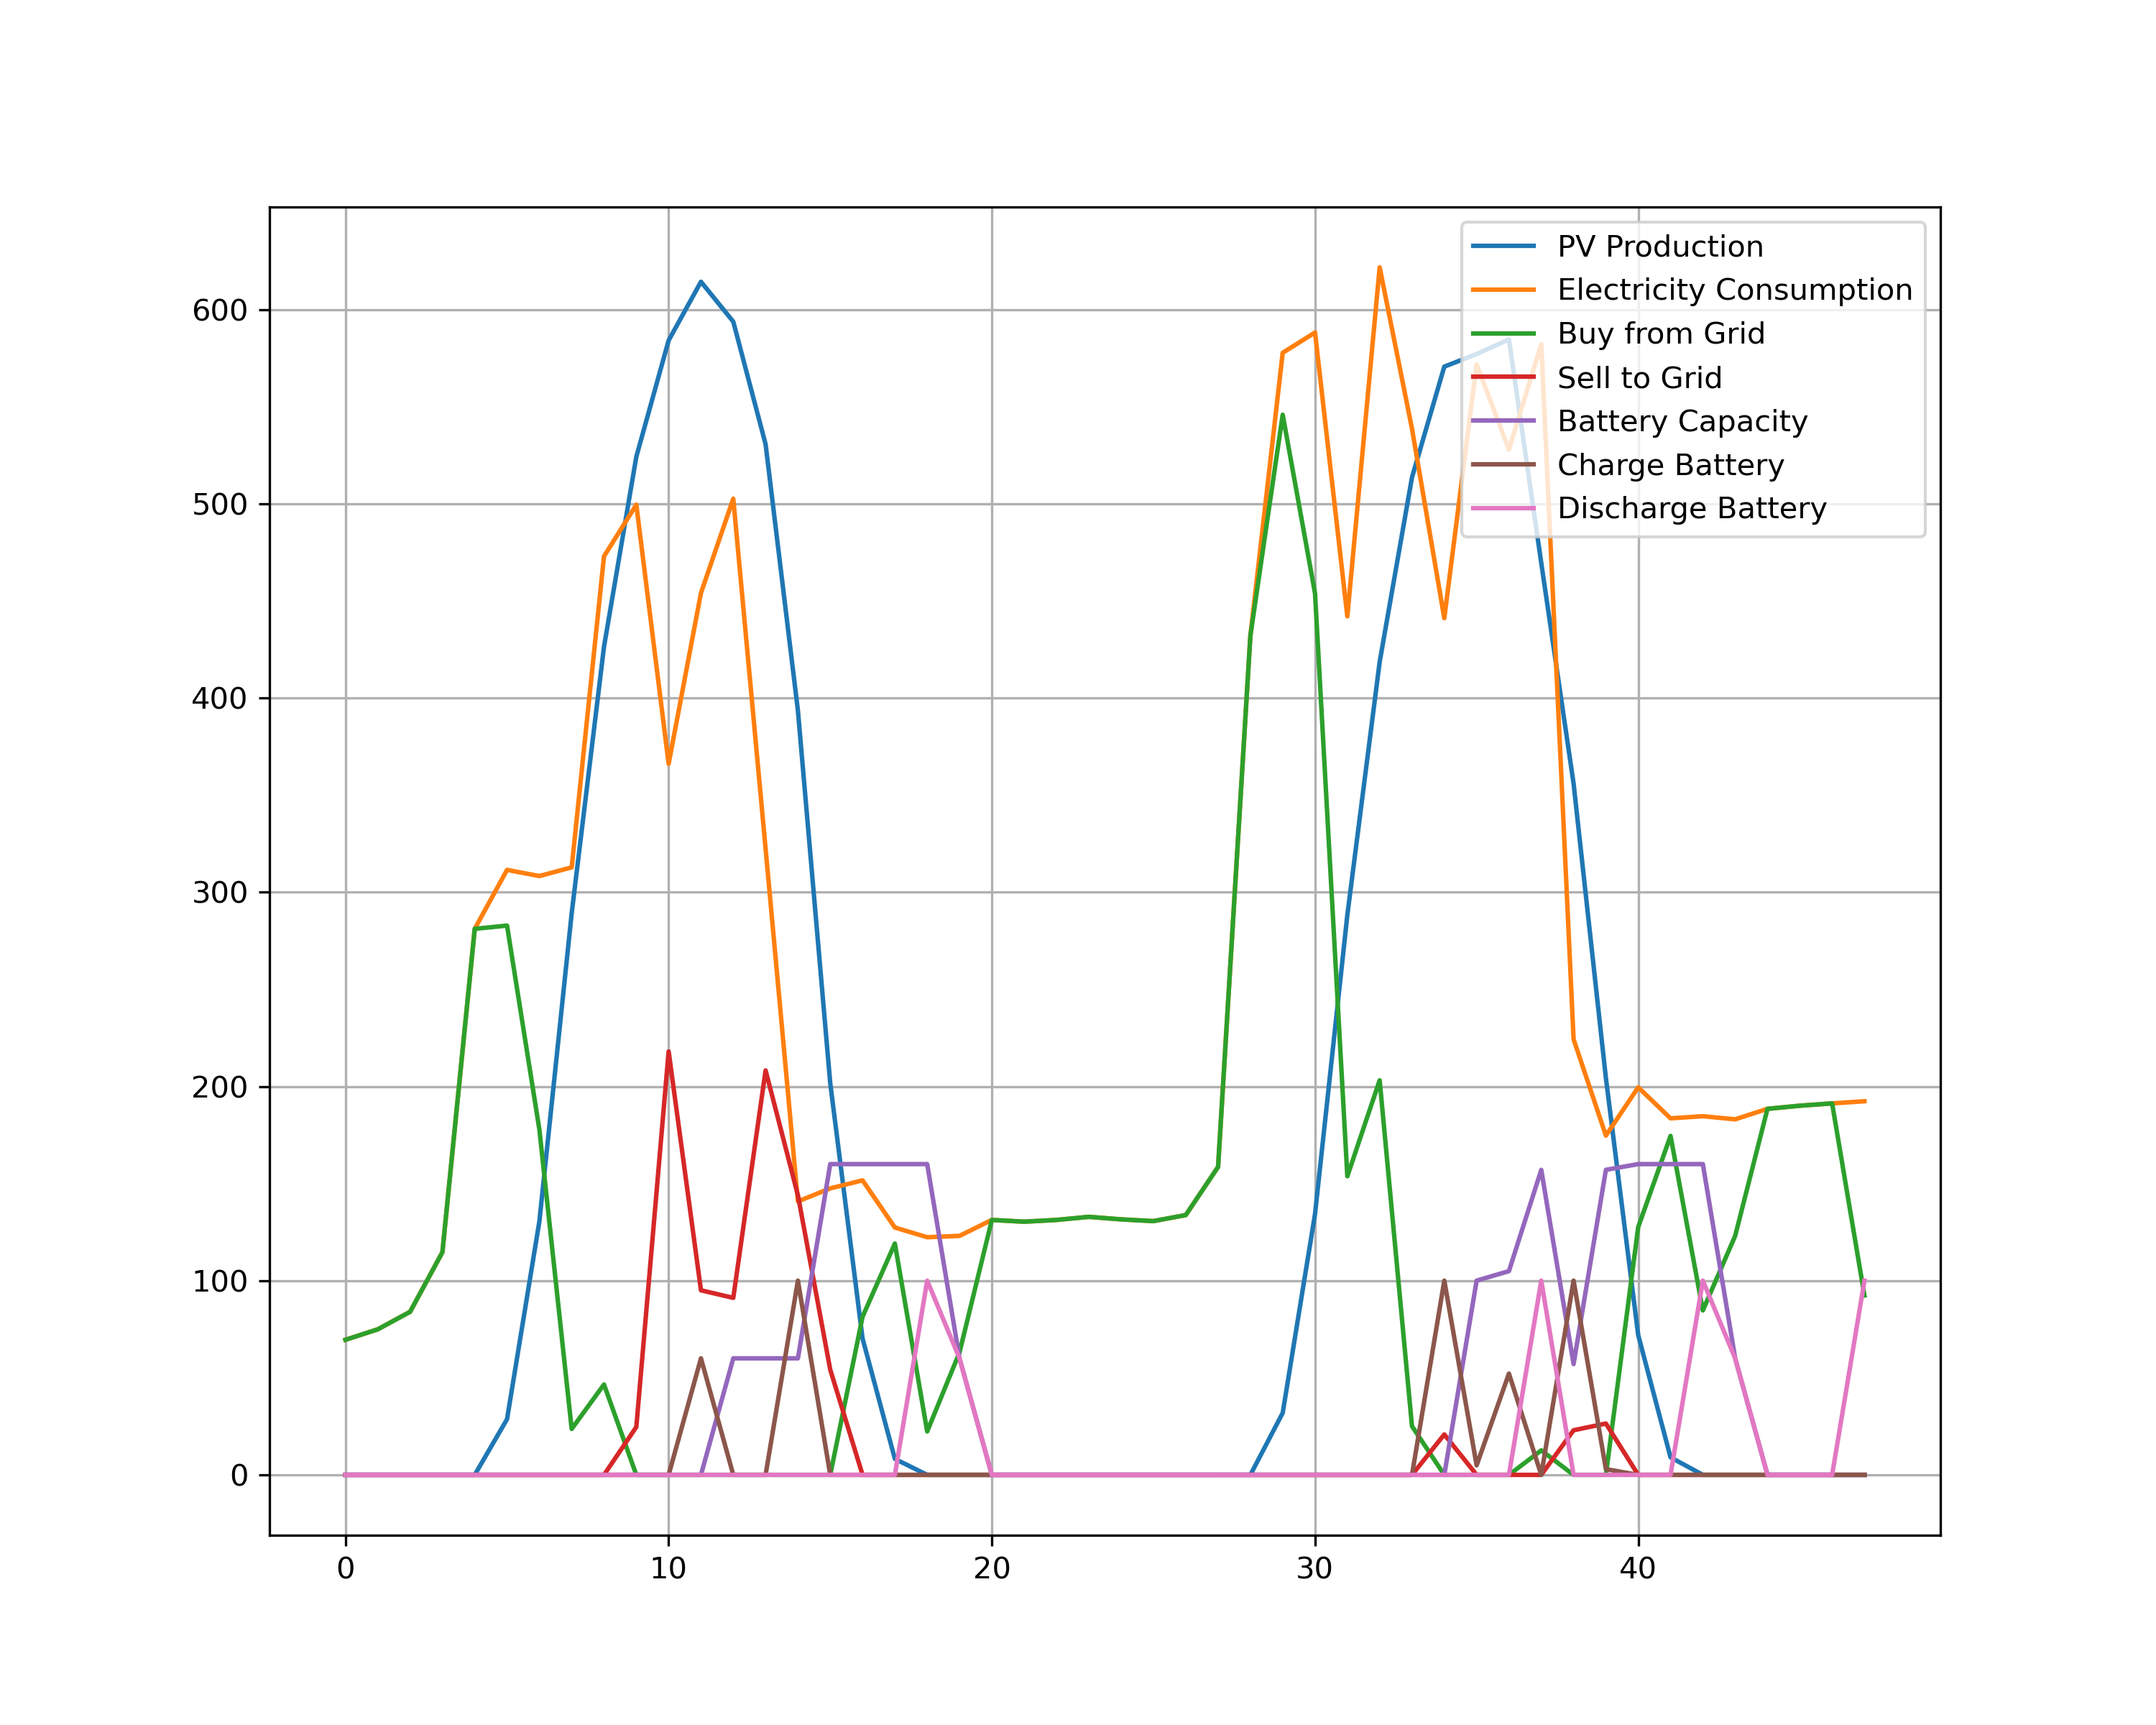 PV Production
Electricity Consumption
Buy from Grid
Sell to Grid
Battery Capacity
Charge Battery
Discharge Battery
600
500
400
300
200
100
0
0 10 20 30 40